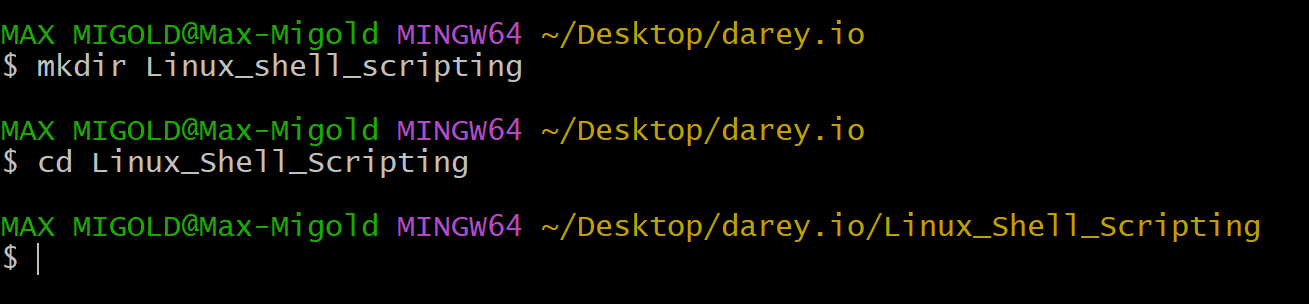 MAX MIGOLD@Max-Migold MINGW64 ~/Desktop/darey.io
$ mkdir Linux_shell_scripting
MAX MIGOLD@Max-Migold MINGW64 ~/Desktop/darey.io
$ cd Linux_Shell_Scripting
MAX MIGOLD@Max-Migold MINGW64 ~/Desktop/darey.io/Linux_Shell_Scripting
$